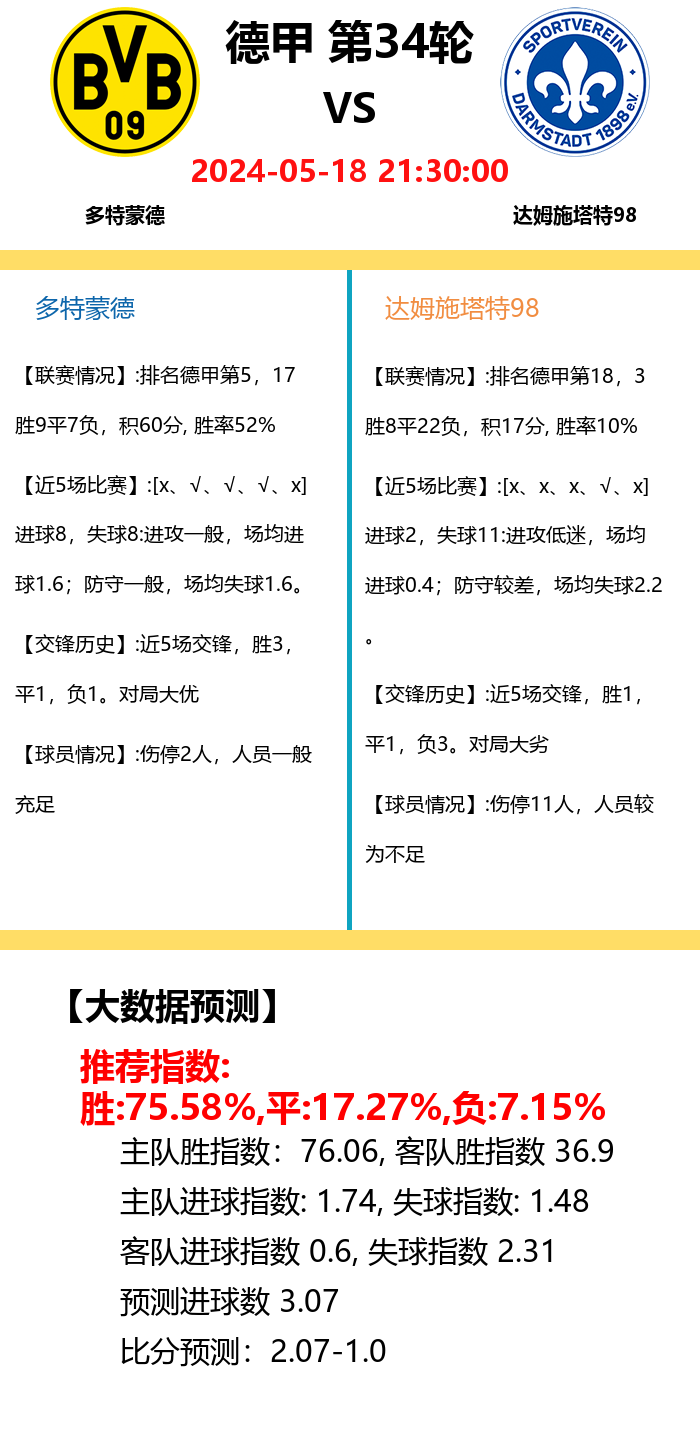 BVB
09
德甲 第34轮
VS
SPORTVEREIN
DARMSTADT 1898 e.V.
2024-05-18 21:30:00
多特蒙德
达姆施塔特98
多特蒙德
【联赛情况】:排名德甲第5，17
胜9平7负，积60分, 胜率52%
【近5场比赛】:[x、√、√、√、x]
进球8，失球8:进攻一般，场均进
球1.6；防守一般，场均失球1.6。
【交锋历史】:近5场交锋，胜3，
平1，负1。对局大优
【球员情况】:伤停2人，人员一般
充足
达姆施塔特98
【联赛情况】:排名德甲第18，3
胜8平22负，积17分, 胜率10%
【近5场比赛】:[x、x、x、√、x]
进球2，失球11:进攻低迷，场均
进球0.4；防守较差，场均失球2.2
。
【交锋历史】:近5场交锋，胜1，
平1，负3。对局大劣
【球员情况】:伤停11人，人员较
为不足
【大数据预测】
推荐指数:
胜:75.58%,平:17.27%,负:7.15%
主队胜指数：76.06, 客队胜指数 36.9
主队进球指数: 1.74, 失球指数: 1.48
客队进球指数 0.6, 失球指数 2.31
预测进球数 3.07
比分预测：2.07-1.0